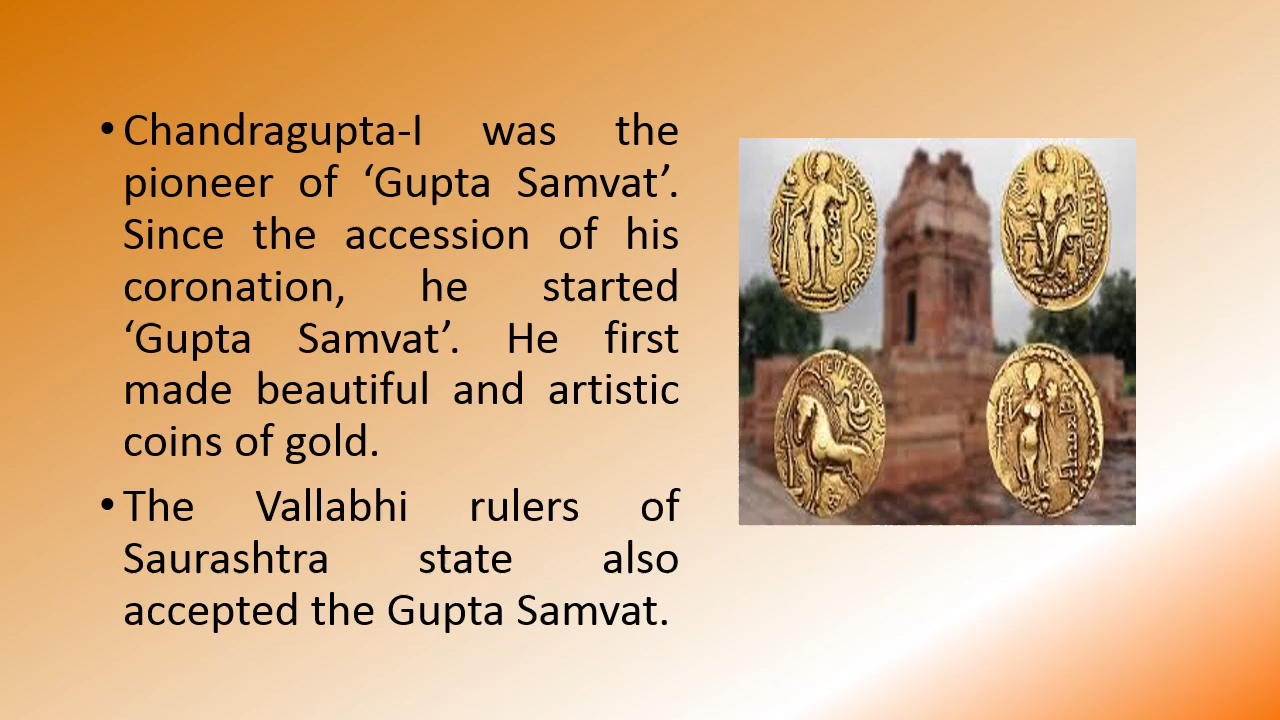 • Chandragupta-I was the
pioneer of ‘Gupta Samvat’.
Since the accession of his
coronation, he started
‘Gupta Samvat’. He first
made beautiful and artistic
coins of gold.
• The Vallabhi rulers of
Saurashtra state also
accepted the Gupta Samvat.